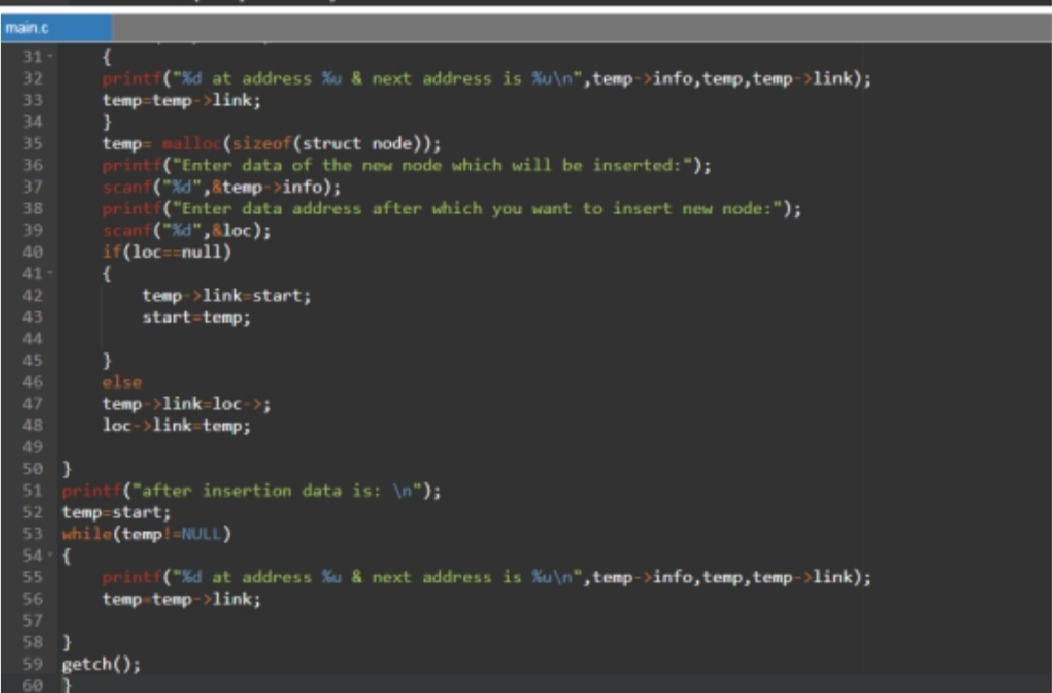 main.c
31 {
32 printf("%d at address %u & next address is %u\n",temp->info,temp,temp->link);
33 temp=temp->link;
34 }
35 temp= malloc(sizeof(struct node));
36 printf("Enter data of the new node which will be inserted:");
37 scanf("%d",&temp->info);
38 printf("Enter data address after which you want to insert new node:");
39 scanf("%d",&loc);
40 if(loc==null)
41 {
42 temp->link=start;
43 start=temp;
44
45 }
46 else
47 temp->link=loc->;
48 loc->link=temp;
49
50 }
51 printf("after insertion data is: \n");
52 temp=start;
53 while(temp!=NULL)
54 {
55 printf("%d at address %u & next address is %u\n",temp->info,temp,temp->link);
56 temp=temp->link;
57
58 }
59 getch();
60 }